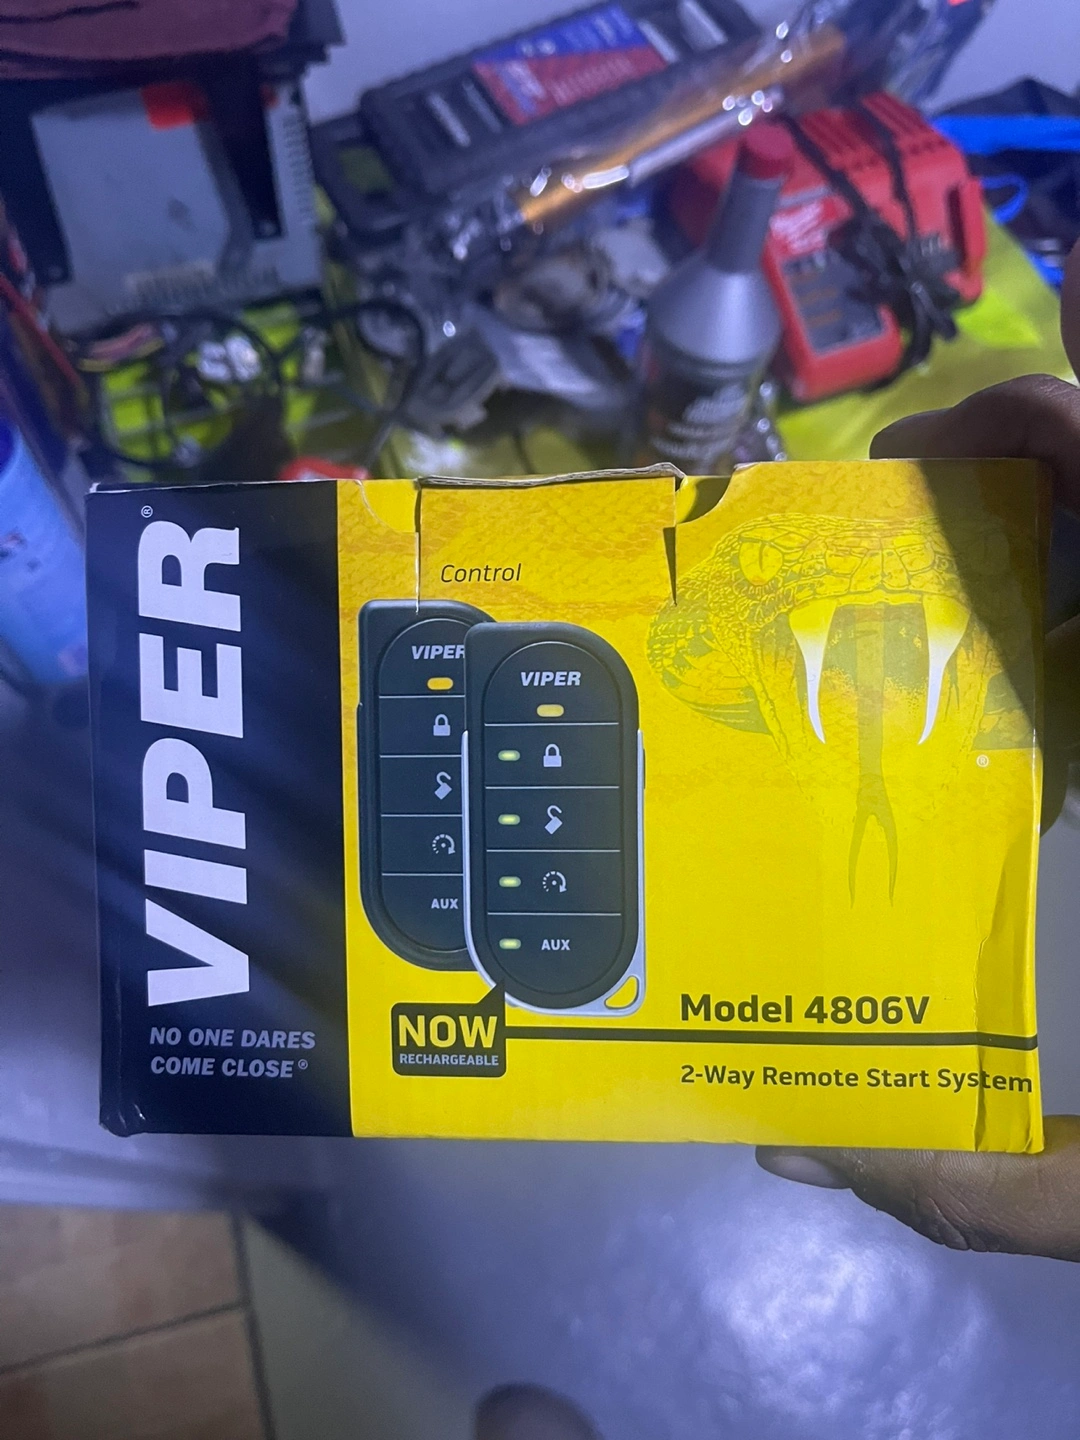 VIPER®
NO ONE DARES
COME CLOSE®
Control
VIPER
AUX
VIPER
AUX
®
NOW
RECHARGEABLE
Model 4806V
2-Way Remote Start System